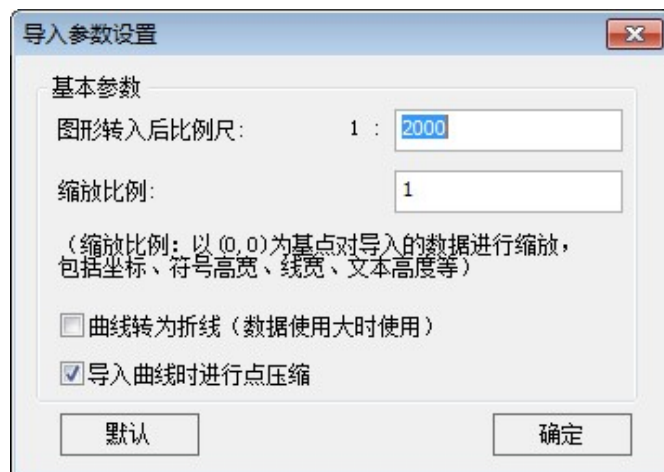 导入参数设置
基本参数
图形转入后比例尺: 1 : 2000
缩放比例: 1
（缩放比例：以(0,0)为基点对导入的数据进行缩放，
包括坐标、符号高宽、线宽、文本高度等）
曲线转为折线（数据使用大时使用）
导入曲线时进行点压缩
默认 确定